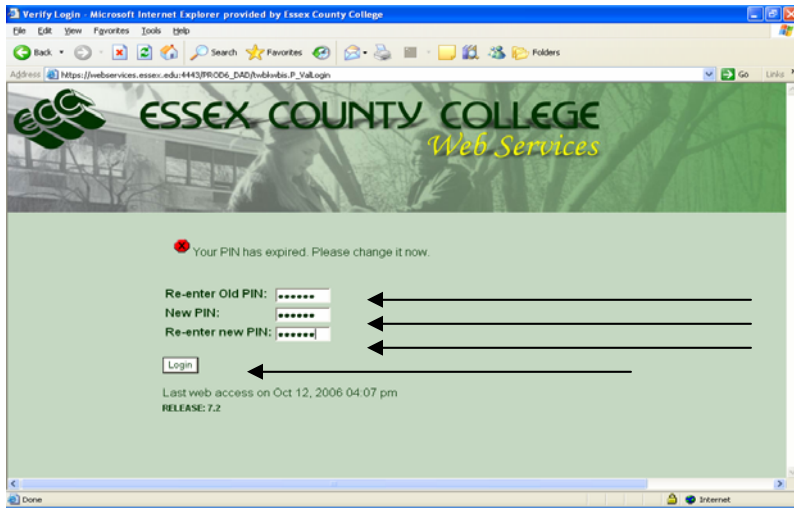 Verify Login - Microsoft Internet Explorer provided by Essex County College
File Edit View Favorites Tools Help
Back Search Favorites Folders
Address https://webservices.essex.edu:4443/PROD6_DAD/twbkwbis.P_ValLogin Go Links
ecc ESSEX COUNTY COLLEGE
Web Services
Your PIN has expired. Please change it now.
Re-enter Old PIN: ••••••
New PIN: ••••••
Re-enter new PIN: ••••••
Login
Last web access on Oct 12, 2006 04:07 pm
RELEASE: 7.2
Done Internet